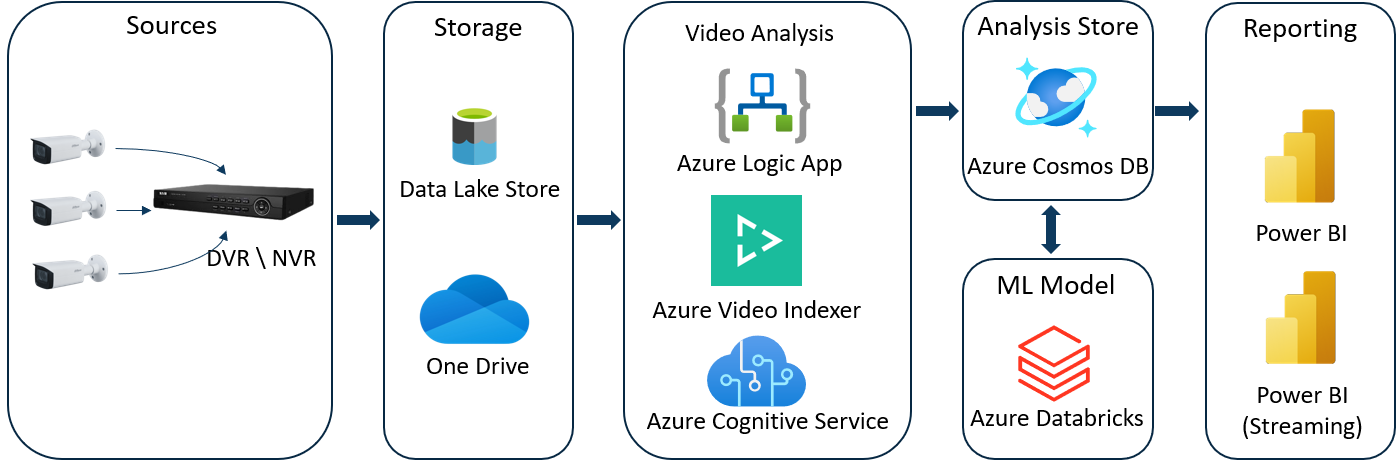 Sources
DVR \ NVR
Storage
Data Lake Store
One Drive
Video Analysis
Azure Logic App
Azure Video Indexer
Azure Cognitive Service
Analysis Store
Azure Cosmos DB
ML Model
Azure Databricks
Reporting
Power BI
Power BI
(Streaming)